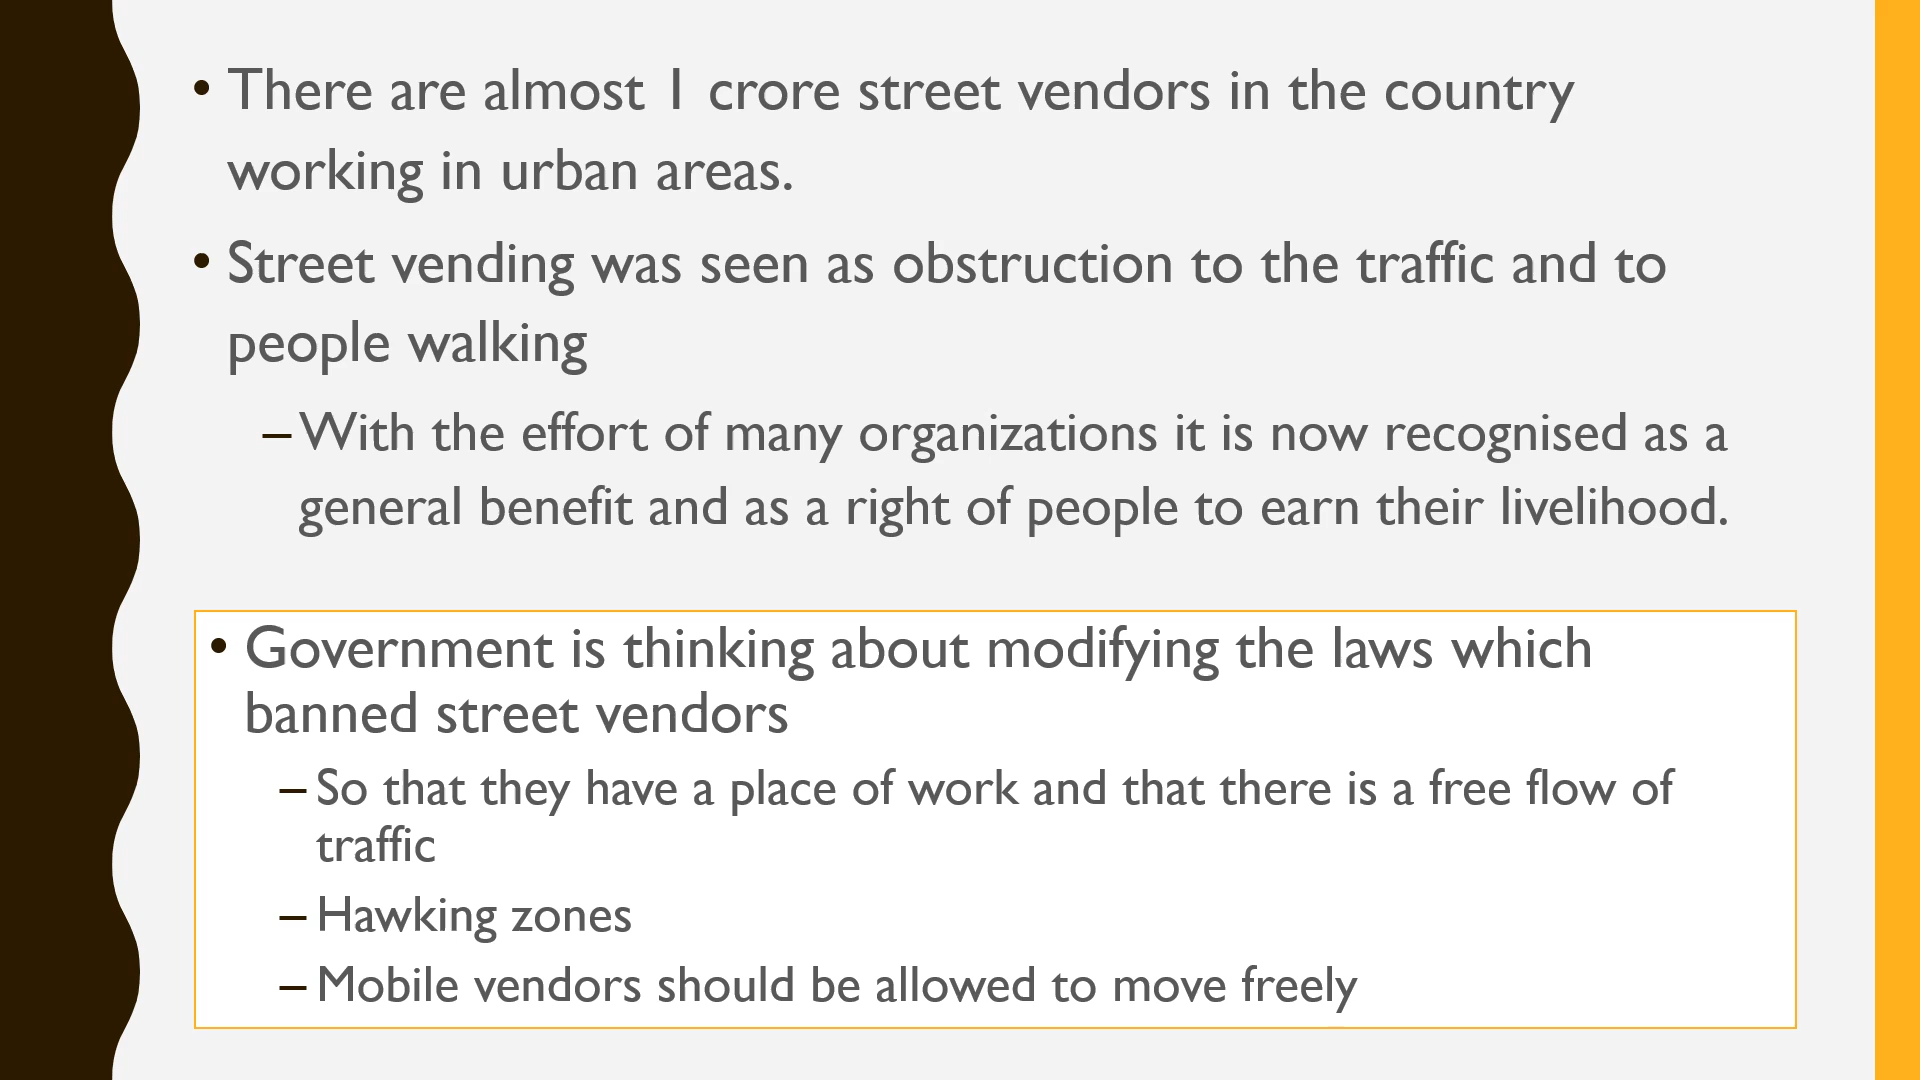 • There are almost 1 crore street vendors in the country
working in urban areas.
• Street vending was seen as obstruction to the traffic and to
people walking
– With the effort of many organizations it is now recognised as a
general benefit and as a right of people to earn their livelihood.
• Government is thinking about modifying the laws which
banned street vendors
– So that they have a place of work and that there is a free flow of
traffic
– Hawking zones
– Mobile vendors should be allowed to move freely